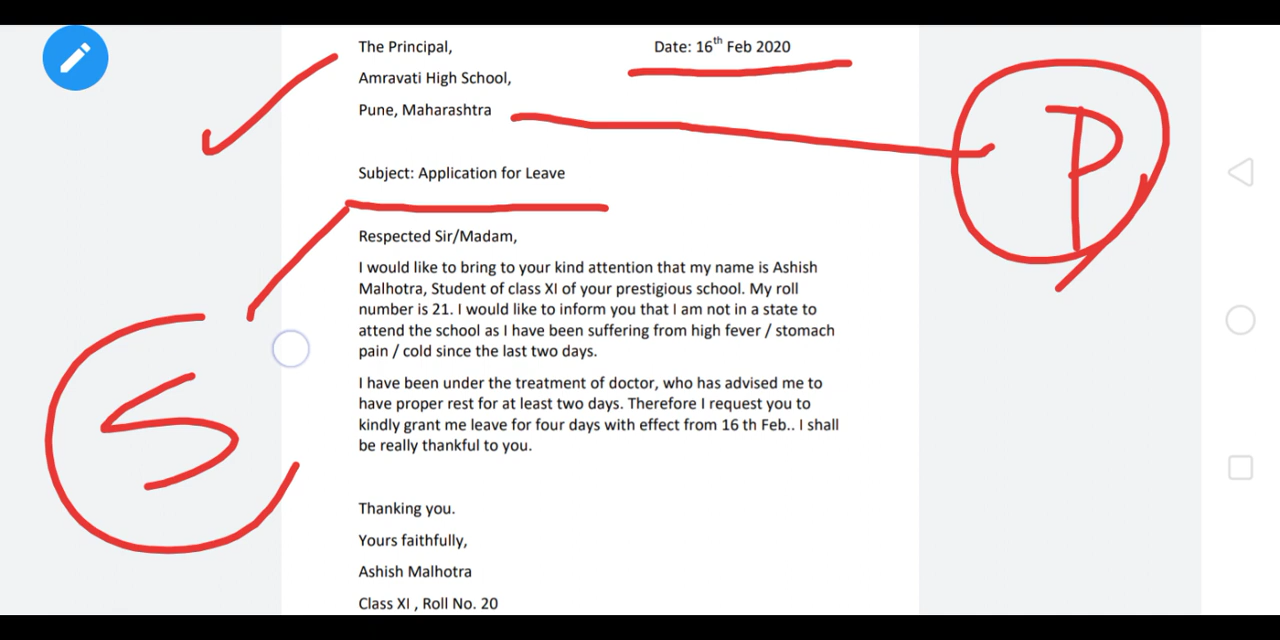 The Principal, Date: 16th Feb 2020
Amravati High School,
Pune, Maharashtra
P
Subject: Application for Leave
Respected Sir/Madam,
I would like to bring to your kind attention that my name is Ashish
Malhotra, Student of class XI of your prestigious school. My roll
number is 21. I would like to inform you that I am not in a state to
attend the school as I have been suffering from high fever / stomach
pain / cold since the last two days.
S
I have been under the treatment of doctor, who has advised me to
have proper rest for at least two days. Therefore I request you to
kindly grant me leave for four days with effect from 16 th Feb.. I shall
be really thankful to you.
Thanking you.
Yours faithfully,
Ashish Malhotra
Class XI , Roll No. 20